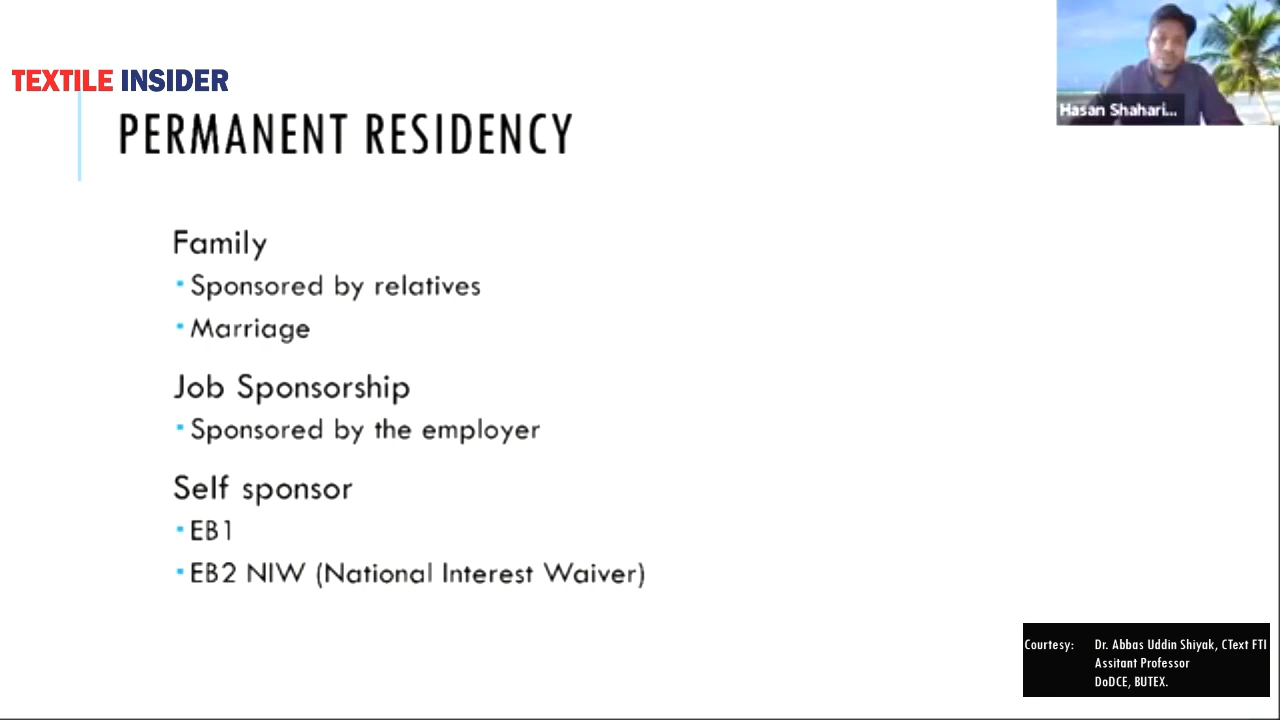 TEXTILE INSIDER
PERMANENT RESIDENCY
Hasan Shahari...
Family
▪ Sponsored by relatives
▪ Marriage
Job Sponsorship
▪ Sponsored by the employer
Self sponsor
▪ EB1
▪ EB2 NIW (National Interest Waiver)
Courtesy: Dr. Abbas Uddin Shiyak, CText FTI
Assitant Professor
DoDCE, BUTEX.